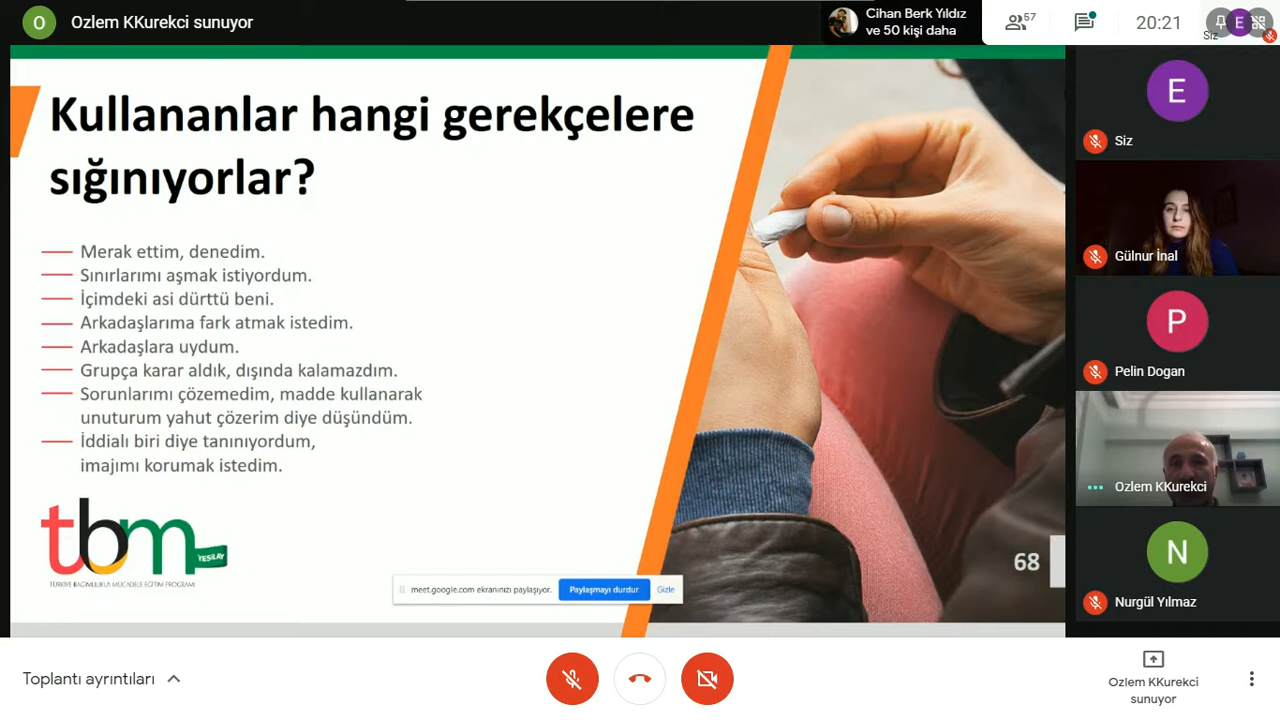 O
Ozlem KKurekci sunuyor
Cihan Berk Yıldız
ve 50 kişi daha
57
20:21
E
Siz
Kullananlar hangi gerekçelere
sığınıyorlar?
Merak ettim, denedim.
Sınırlarımı aşmak istiyordum.
İçimdeki asi dürttü beni.
Arkadaşlarıma fark atmak istedim.
Arkadaşlara uydum.
Grupça karar aldık, dışında kalamazdım.
Sorunlarımı çözemedim, madde kullanarak
unuturum yahut çözerim diye düşündüm.
İddialı biri diye tanınıyordum,
imajımı korumak istedim.
tbm
YEŞİLAY
TÜRKİYE BAĞIMLILIKLA MÜCADELE EĞİTİM PROGRAMI
meet.google.com ekranınızı paylaşıyor.
Paylaşmayı durdur
Gizle
68
E
Siz
Gülnur İnal
P
Pelin Dogan
Ozlem KKurekci
N
Nurgül Yılmaz
Toplantı ayrıntıları
Ozlem KKurekci
sunuyor